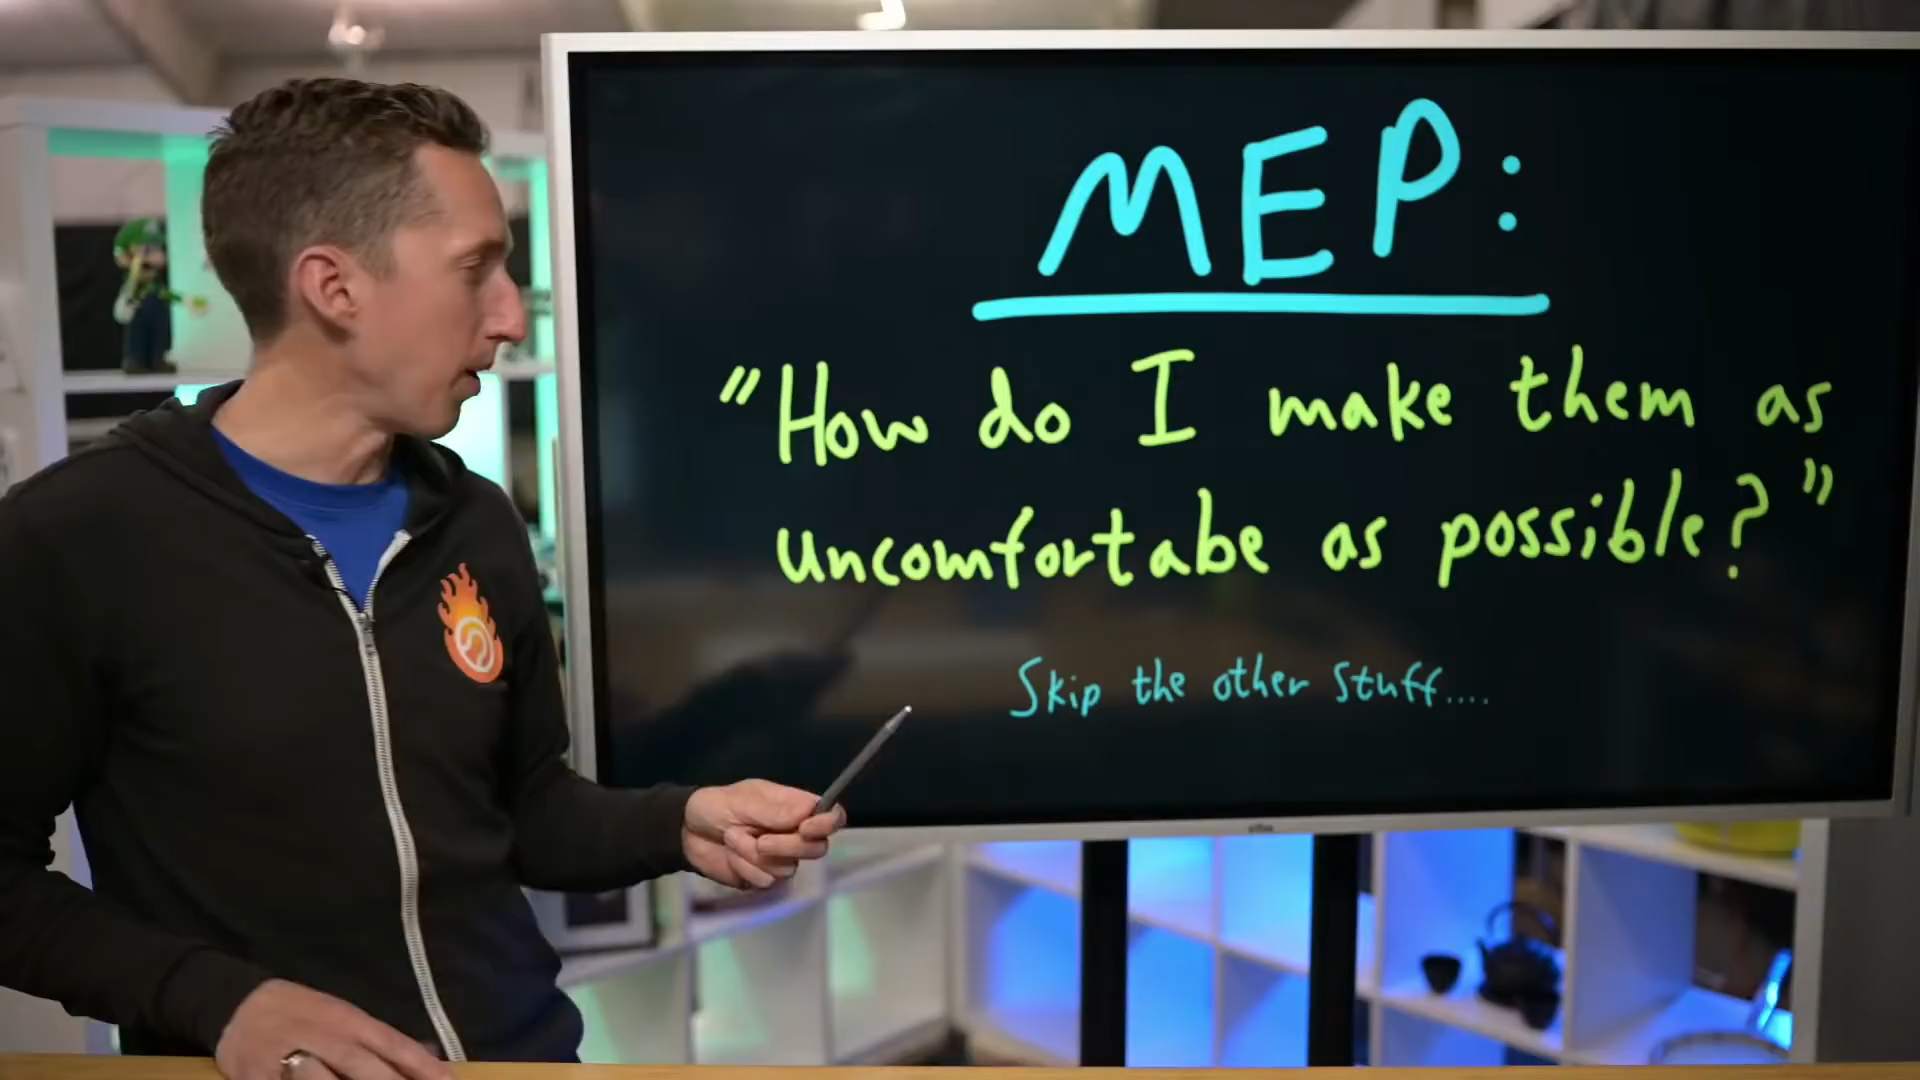 MEP:
"How do I make them as
uncomfortabe as possible?"
Skip the other stuff....